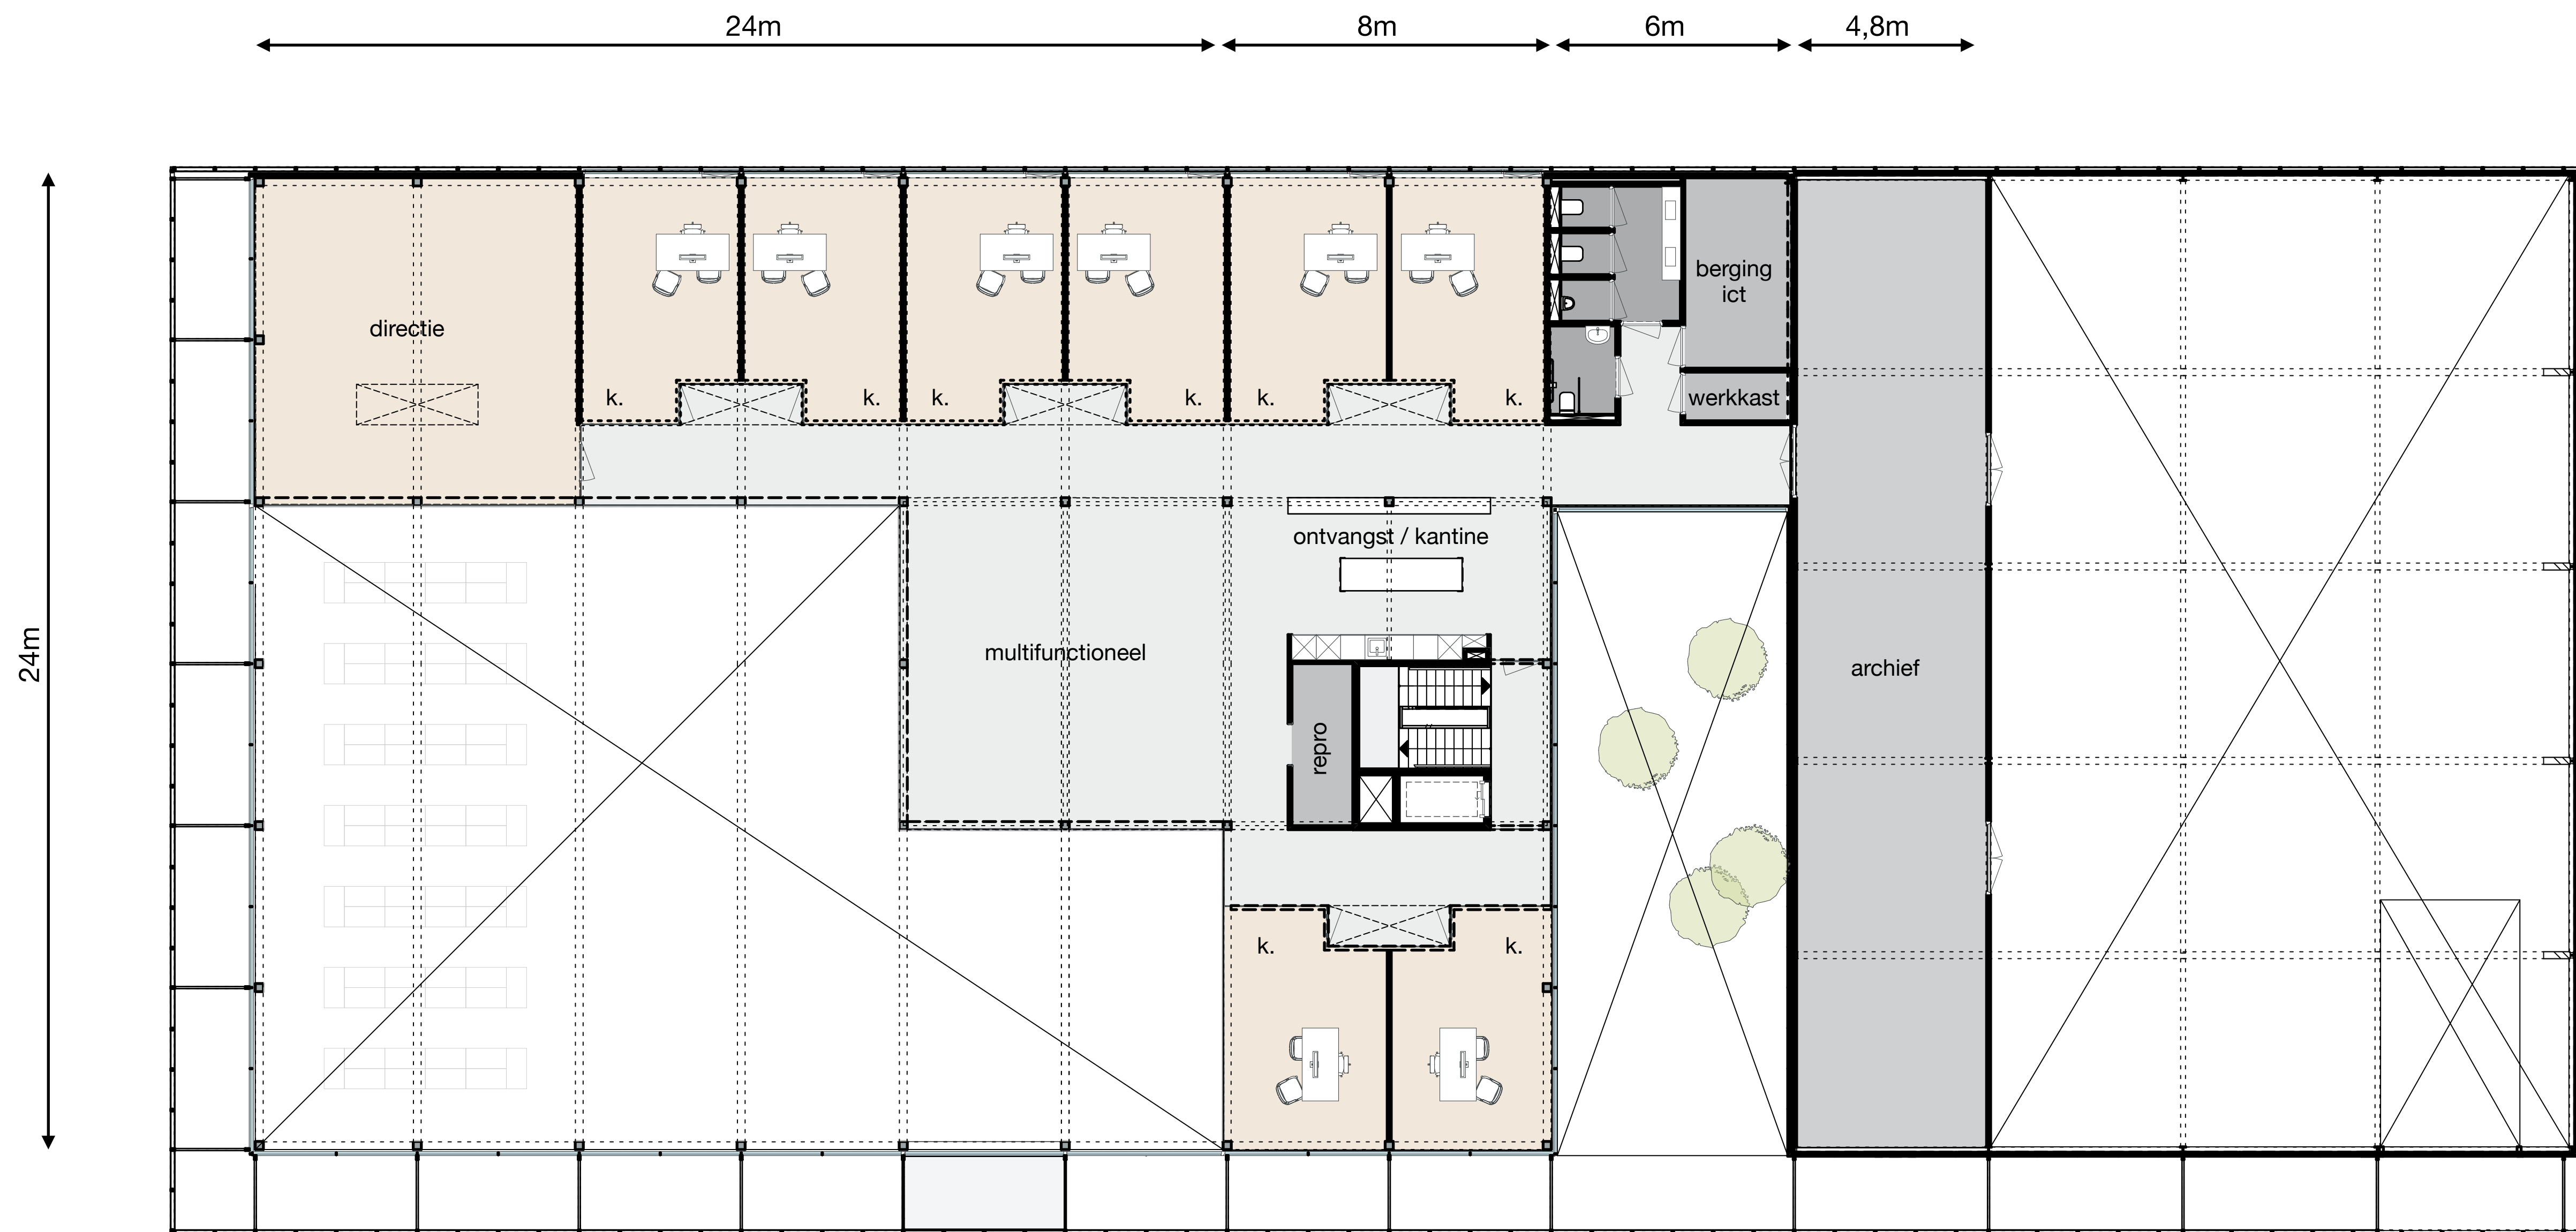 24m
8m
6m
4,8m
24m
directie
k.
k.
k.
k.
k.
k.
berging
ict
werkkast
ontvangst / kantine
multifunctioneel
repro
archief
k.
k.